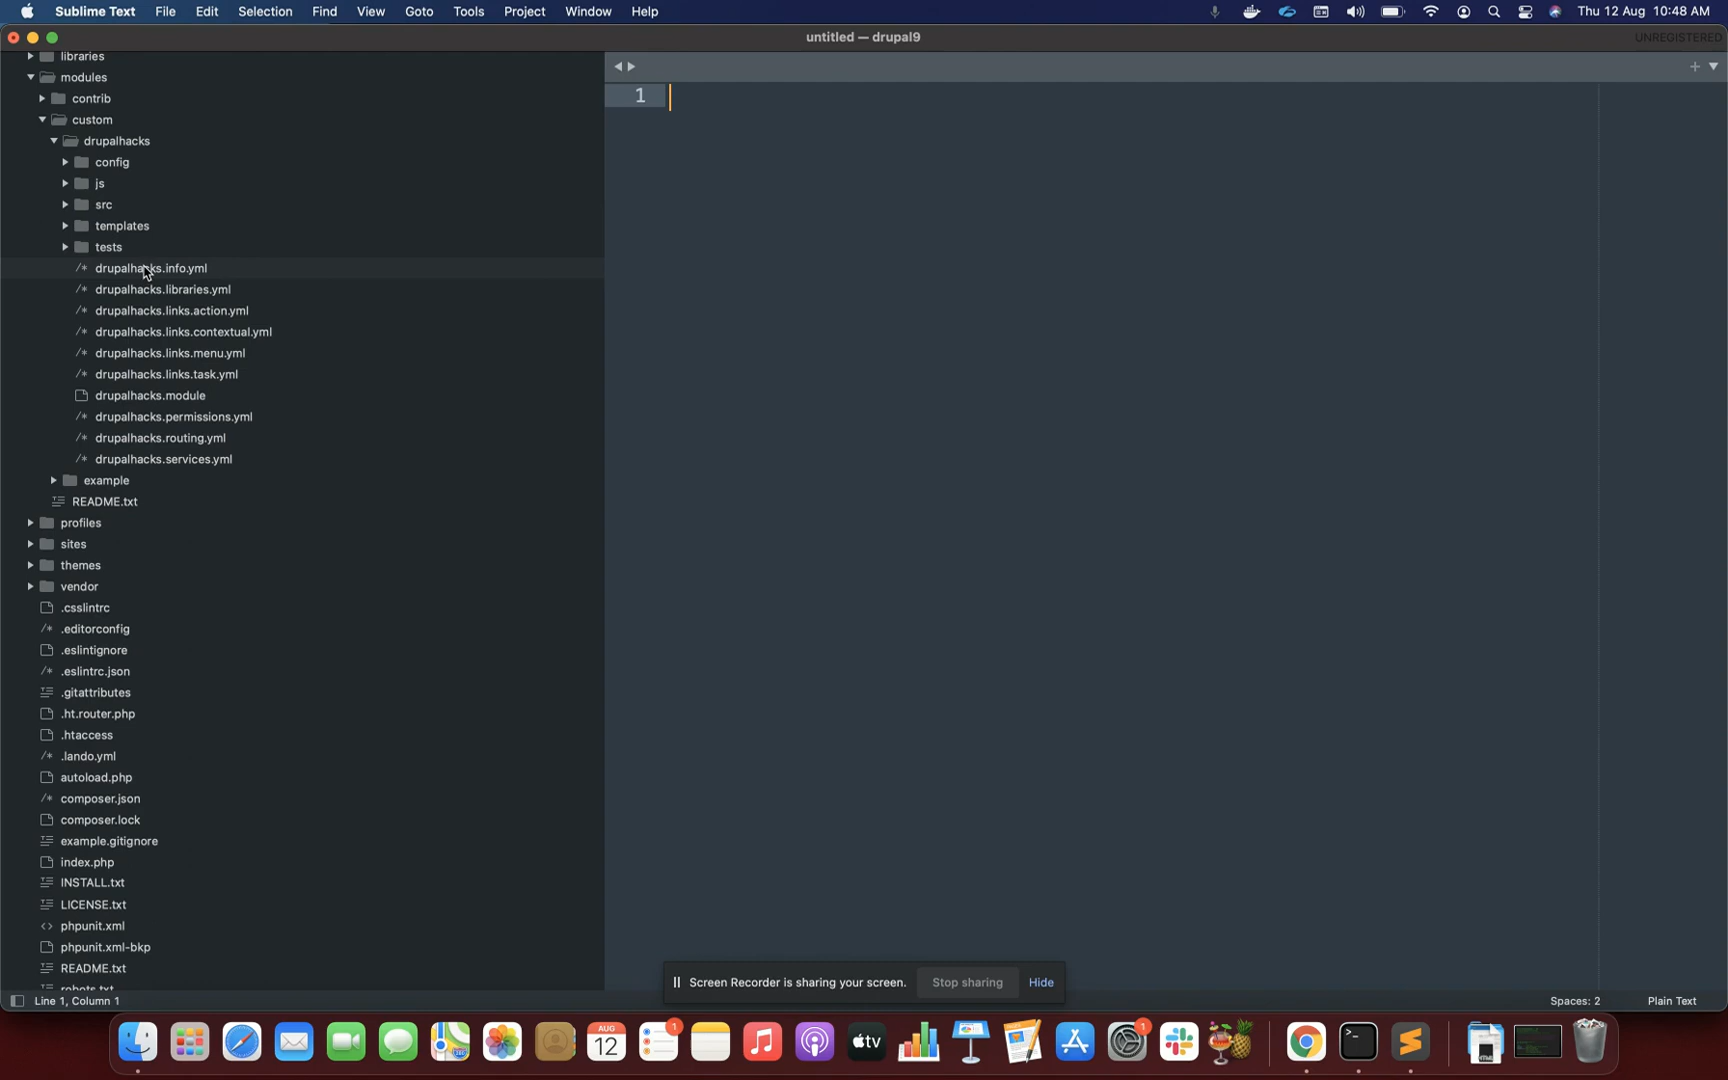 Sublime Text File Edit Selection Find View Goto Tools Project Window Help Thu 12 Aug 10:48 AM
untitled — drupal9 UNREGISTERED
libraries
modules
contrib
custom
drupalhacks
config
js
src
templates
tests
/* drupalhacks.info.yml
/* drupalhacks.libraries.yml
/* drupalhacks.links.action.yml
/* drupalhacks.links.contextual.yml
/* drupalhacks.links.menu.yml
/* drupalhacks.links.task.yml
drupalhacks.module
/* drupalhacks.permissions.yml
/* drupalhacks.routing.yml
/* drupalhacks.services.yml
example
README.txt
profiles
sites
themes
vendor
.csslintrc
/* .editorconfig
.eslintignore
/* .eslintrc.json
.gitattributes
.ht.router.php
.htaccess
/* .lando.yml
autoload.php
/* composer.json
composer.lock
example.gitignore
index.php
INSTALL.txt
LICENSE.txt
<> phpunit.xml
phpunit.xml-bkp
README.txt
robots.txt
1
Screen Recorder is sharing your screen. Stop sharing Hide
Line 1, Column 1 Spaces: 2 Plain Text
AUG
12
1
tv
1